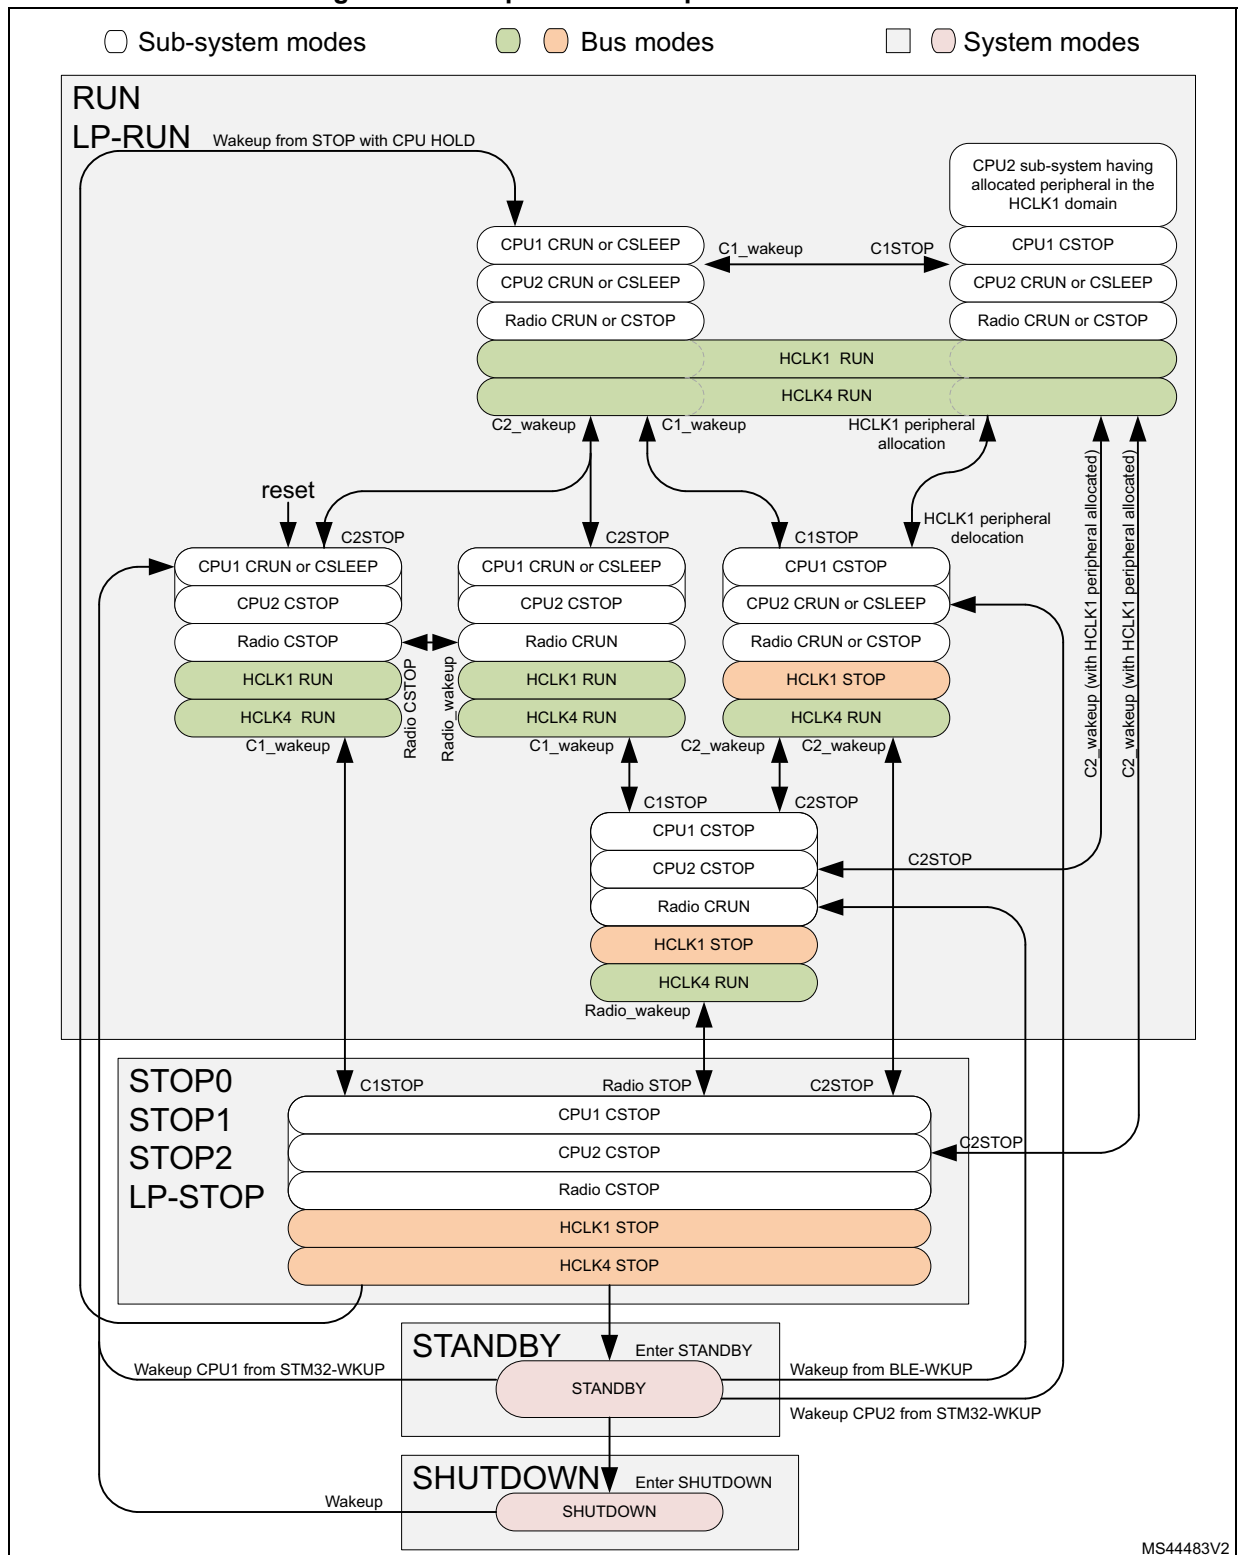 Sub-system modes
Bus modes
System modes
RUN
LP-RUN
Wakeup from STOP with CPU HOLD
CPU2 sub-system having
allocated peripheral in the
HCLK1 domain
CPU1 CRUN or CSLEEP
C1_wakeup
C1STOP
CPU1 CSTOP
CPU2 CRUN or CSLEEP
CPU2 CRUN or CSLEEP
Radio CRUN or CSTOP
Radio CRUN or CSTOP
HCLK1 RUN
HCLK4 RUN
C2_wakeup
C1_wakeup
HCLK1 peripheral
allocation
C2_wakeup (with HCLK1 peripheral allocated)
C2_wakeup (with HCLK1 peripheral allocated)
reset
HCLK1 peripheral
delocation
C2STOP
C2STOP
C1STOP
CPU1 CRUN or CSLEEP
CPU2 CSTOP
Radio CSTOP
HCLK1 RUN
HCLK4 RUN
C1_wakeup
Radio CSTOP
Radio_wakeup
CPU1 CRUN or CSLEEP
CPU2 CSTOP
Radio CRUN
HCLK1 RUN
HCLK4 RUN
C1_wakeup
CPU1 CSTOP
CPU2 CRUN or CSLEEP
Radio CRUN or CSTOP
HCLK1 STOP
HCLK4 RUN
C2_wakeup
C2_wakeup
C1STOP
C2STOP
CPU1 CSTOP
CPU2 CSTOP
C2STOP
Radio CRUN
HCLK1 STOP
HCLK4 RUN
Radio_wakeup
STOP0
STOP1
STOP2
LP-STOP
C1STOP
Radio STOP
C2STOP
CPU1 CSTOP
CPU2 CSTOP
C2STOP
Radio CSTOP
HCLK1 STOP
HCLK4 STOP
STANDBY
Enter STANDBY
Wakeup CPU1 from STM32-WKUP
STANDBY
Wakeup from BLE-WKUP
Wakeup CPU2 from STM32-WKUP
SHUTDOWN
Enter SHUTDOWN
Wakeup
SHUTDOWN
MS44483V2